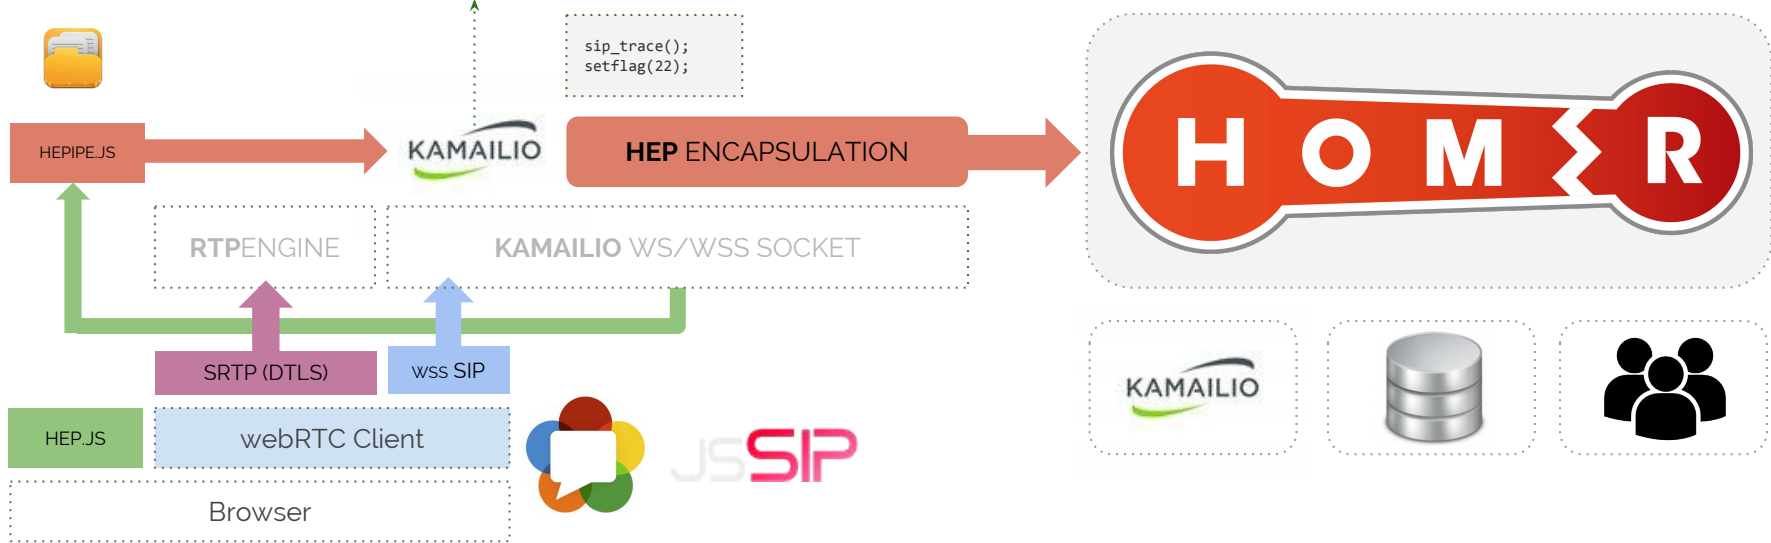 sip_trace();
setflag(22);
HEPIPE.JS
KAMAILIO
HEP ENCAPSULATION
HOMER
RTPENGINE
KAMAILIO WS/WSS SOCKET
SRTP (DTLS)
wss SIP
KAMAILIO
HEP.JS
webRTC Client
JSSIP
Browser